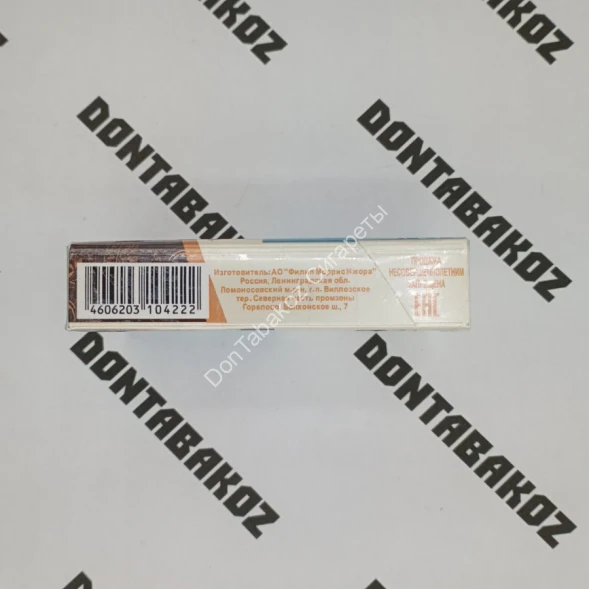 DONTABAKOZ
DONTABAKOZ
DONTABAKOZ
DONTABAKOZ
DONTABAKOZ
Изготовитель: АО "Филип Моррис Ижора"
Россия, Ленинградская обл.
Ломоносовский м.р-н, г.п. Виллозское
тер. Северная часть промзоны
Горелово, Волхонское ш., 7
ПРОДАЖА
НЕСОВЕРШЕННОЛЕТНИМ
ЗАПРЕЩЕНА
EAC
4606203 104222
DonTabak Сигареты
DONTABAKOZ
DONTABAKOZ